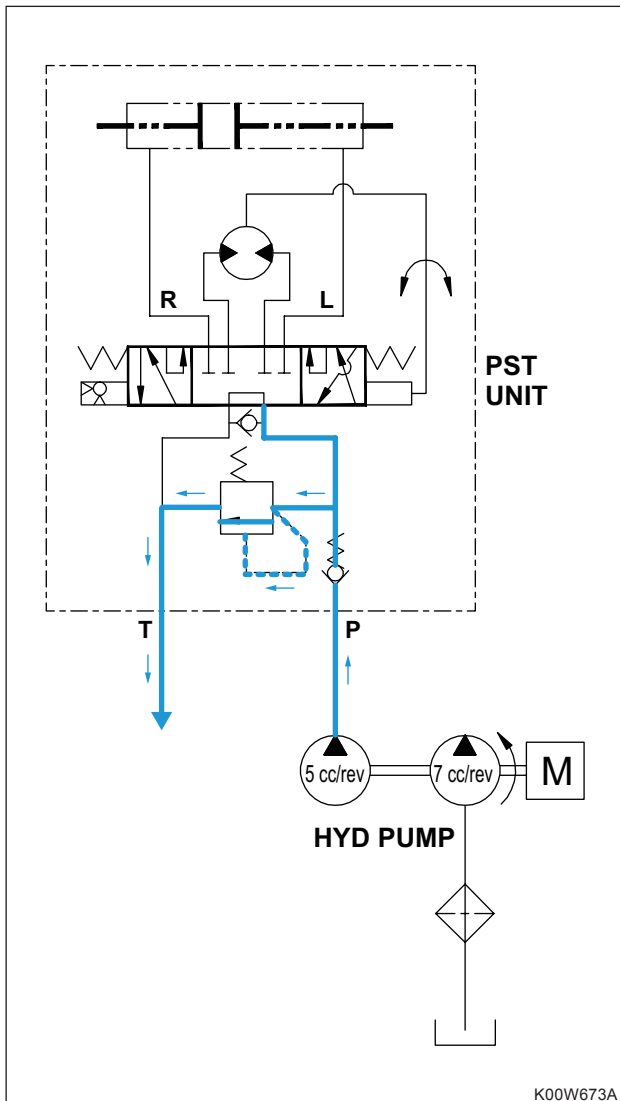 R
L
PST
UNIT
T
P
5 cc/rev
7 cc/rev
M
HYD PUMP
K00W673A